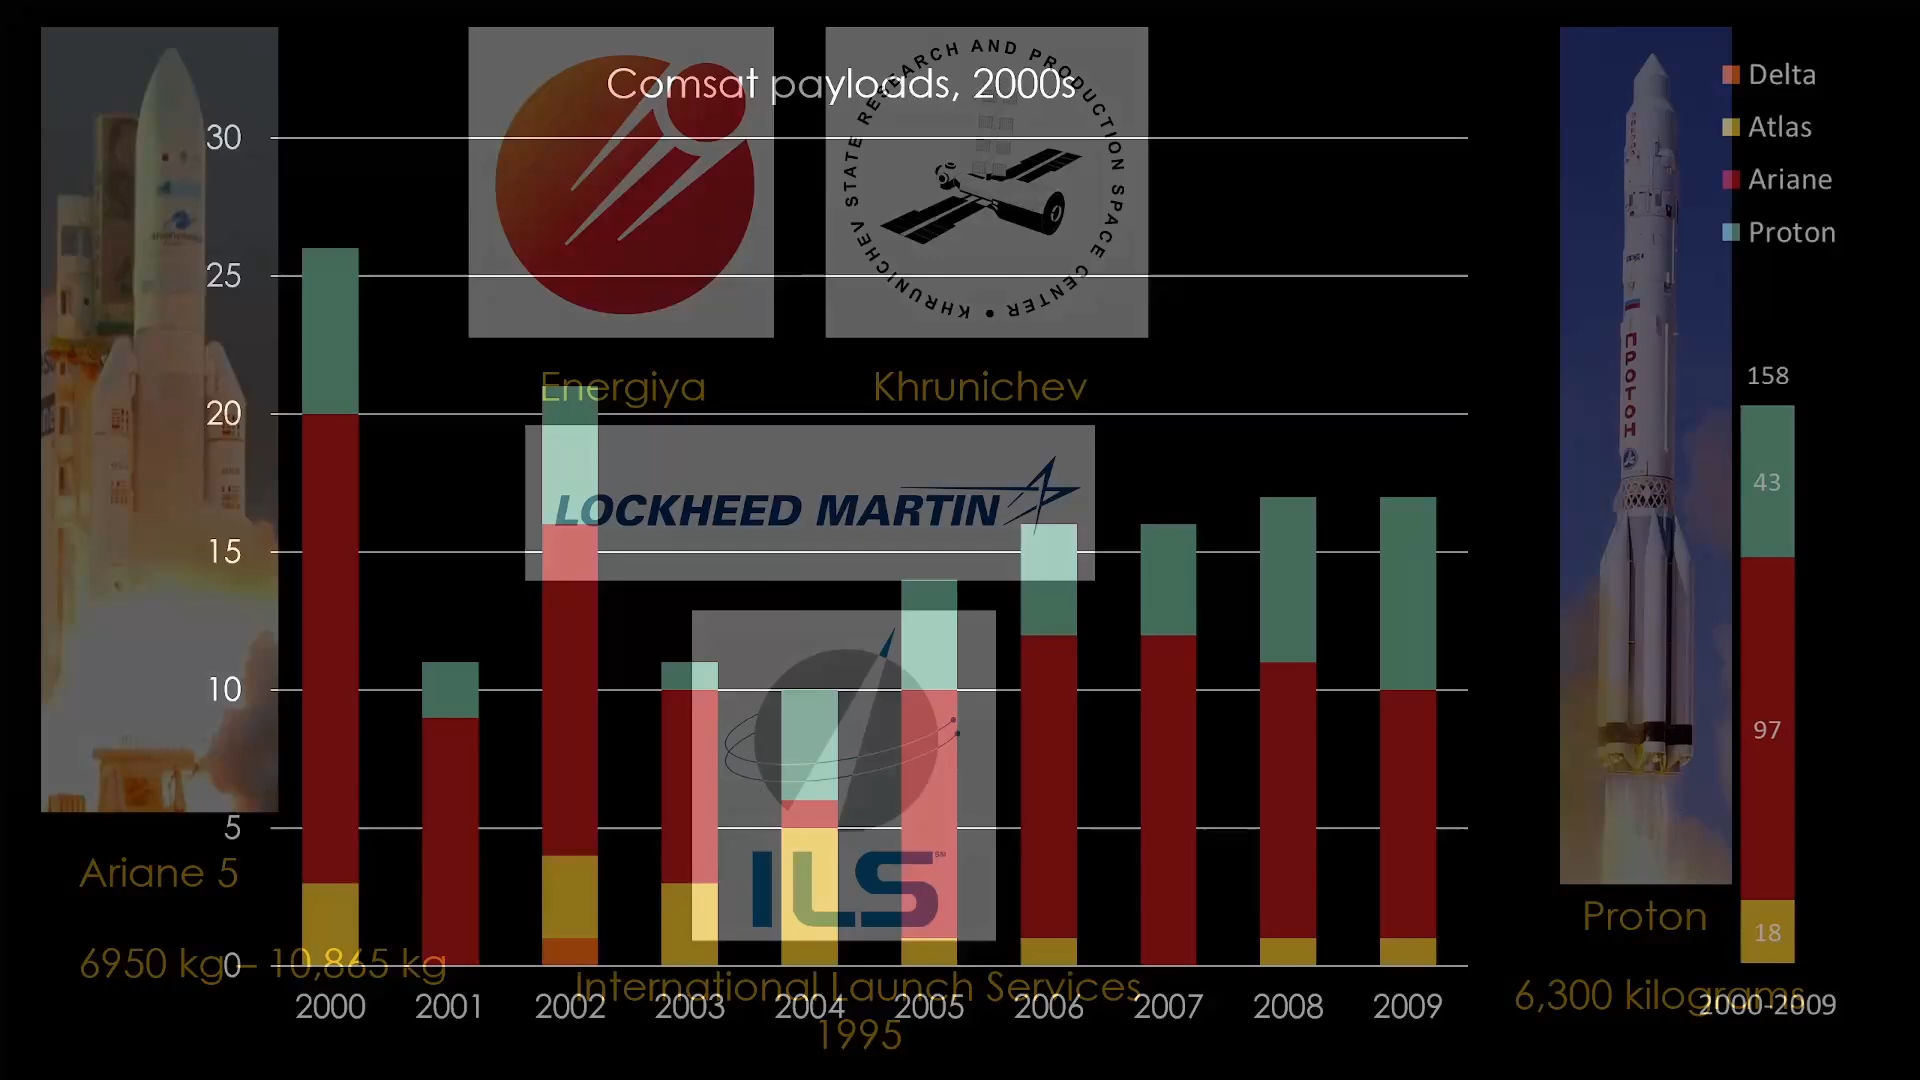 Comsat payloads, 2000s
KHRUNICHEV STATE RESEARCH AND PRODUCTION SPACE CENTER •
Delta
Atlas
Ariane
Proton
30
25
20
15
10
5
0
Energiya
Khrunichev
LOCKHEED MARTIN
ПРОТОН
158
43
97
18
ILS
SM
Ariane 5
6950 kg – 10,865 kg
International Launch Services
1995
Proton
6,300 kilograms
2000 2001 2002 2003 2004 2005 2006 2007 2008 2009
2000-2009